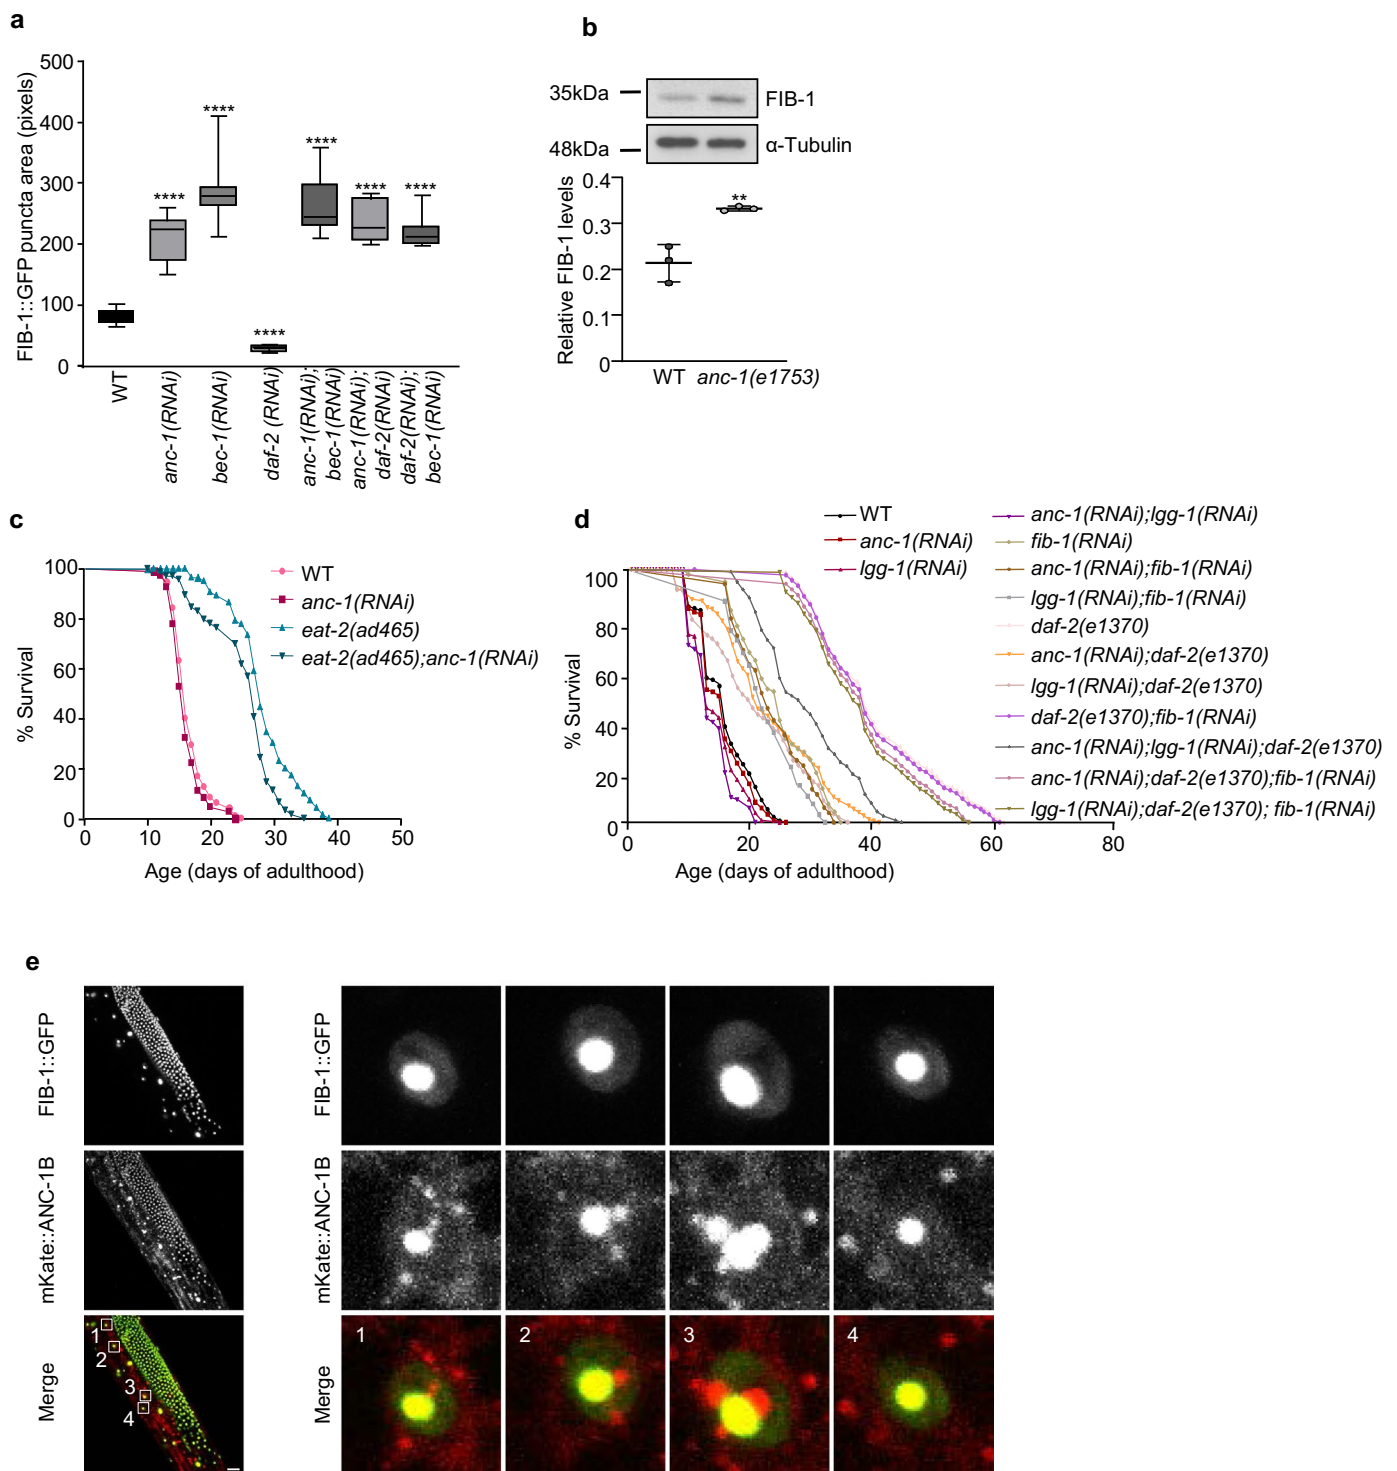 a
FIB-1::GFP puncta area (pixels)
500
400
300
200
100
0
****
****
****
****
****
****
WT
anc-1(RNAi)
bec-1(RNAi)
daf-2 (RNAi)
anc-1(RNAi);
bec-1(RNAi)
anc-1(RNAi);
daf-2(RNAi)
daf-2(RNAi);
bec-1(RNAi)
b
35kDa
FIB-1
48kDa
α-Tubulin
Relative FIB-1 levels
0.4
0.3
0.2
0.1
0
**
WT anc-1(e1753)
c
% Survival
100
80
60
40
20
0
0 10 20 30 40 50
Age (days of adulthood)
WT
anc-1(RNAi)
eat-2(ad465)
eat-2(ad465);anc-1(RNAi)
d
% Survival
100
80
60
40
20
0
0 20 40 60 80
Age (days of adulthood)
WT
anc-1(RNAi)
lgg-1(RNAi)
anc-1(RNAi);lgg-1(RNAi)
fib-1(RNAi)
anc-1(RNAi);fib-1(RNAi)
lgg-1(RNAi);fib-1(RNAi)
daf-2(e1370)
anc-1(RNAi);daf-2(e1370)
lgg-1(RNAi);daf-2(e1370)
daf-2(e1370);fib-1(RNAi)
anc-1(RNAi);lgg-1(RNAi);daf-2(e1370)
anc-1(RNAi);daf-2(e1370);fib-1(RNAi)
lgg-1(RNAi);daf-2(e1370); fib-1(RNAi)
e
FIB-1::GFP
mKate::ANC-1B
Merge
1
2
3
4
FIB-1::GFP
mKate::ANC-1B
Merge
1
2
3
4